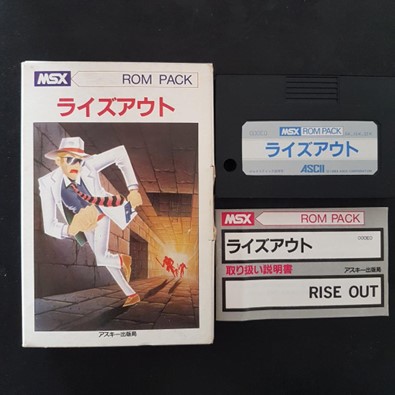 MSX ROM PACK
ライズアウト
アスキー出版局
MSX ROM PACK
ライズアウト
ASCII
MSX ROM PACK
ライズアウト
取り扱い説明書
アスキー出版局
RISE OUT